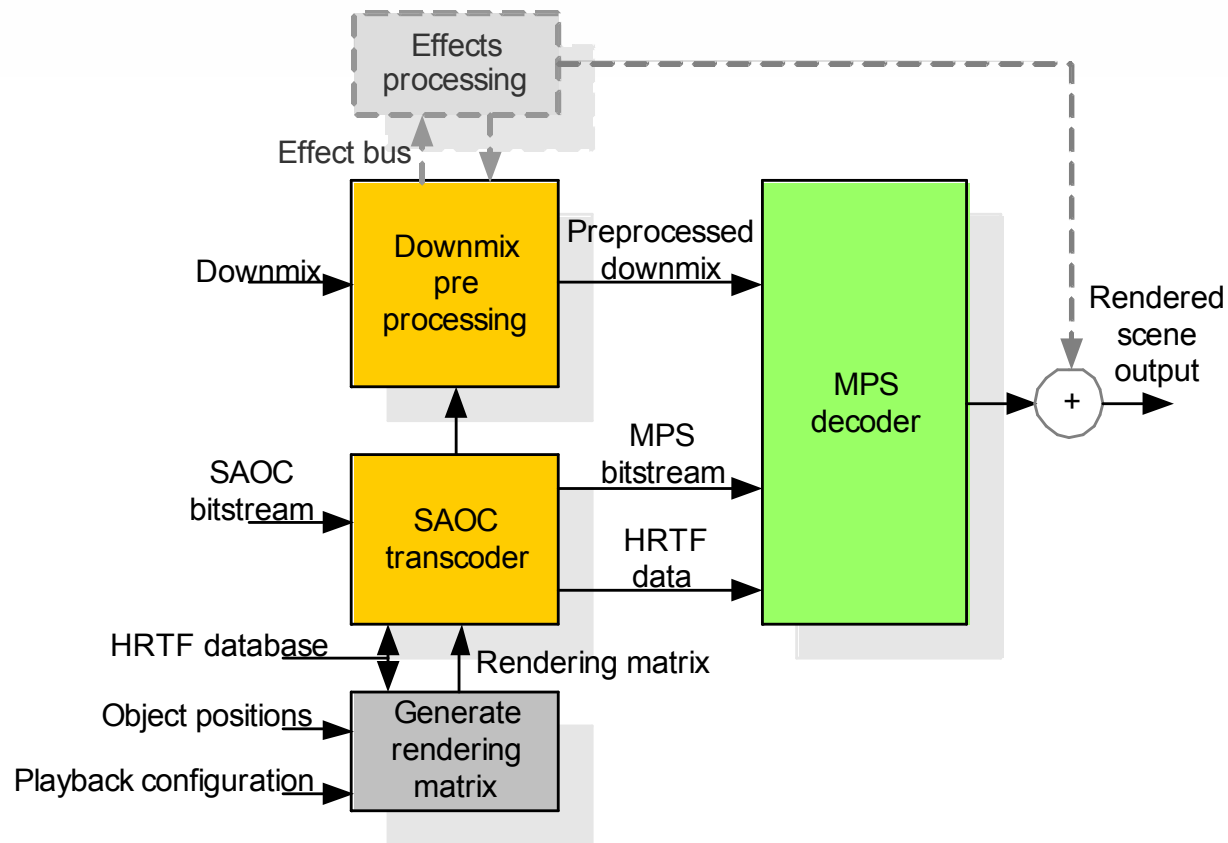 Effects
processing
Effect bus
Downmix
Downmix
pre
processing
Preprocessed
downmix
Rendered
scene
output
MPS
decoder
+
SAOC
bitstream
SAOC
transcoder
MPS
bitstream
HRTF
data
HRTF database
Rendering matrix
Object positions
Playback configuration
Generate
rendering
matrix